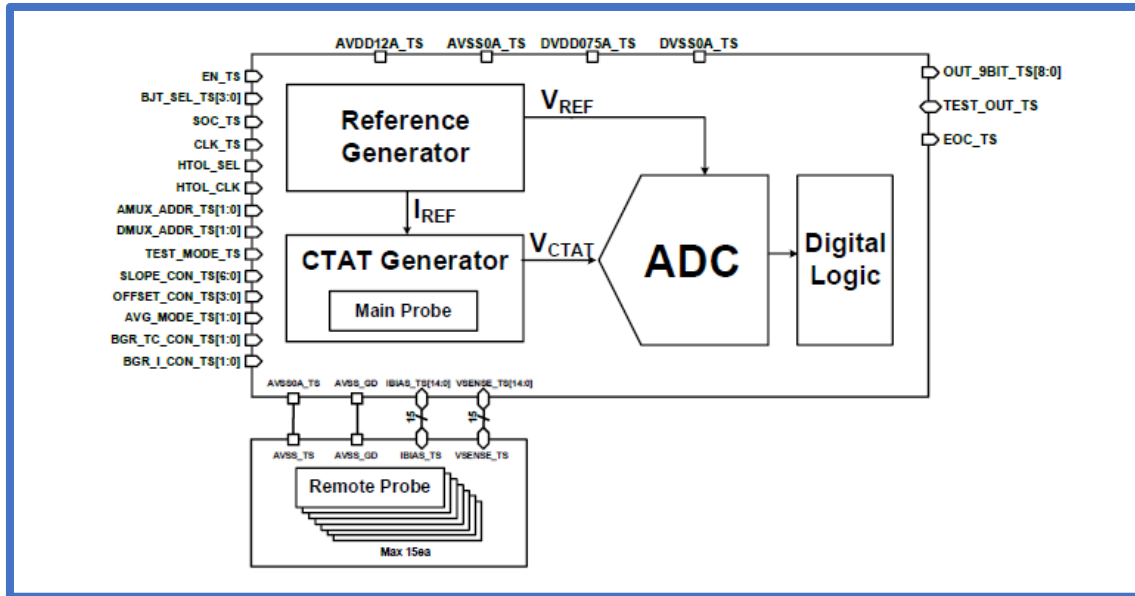 AVDD12A_TS AVSS0A_TS DVDD075A_TS DVSS0A_TS
EN_TS
BJT_SEL_TS[3:0]
SOC_TS
CLK_TS
HTOL_SEL
HTOL_CLK
AMUX_ADDR_TS[1:0]
DMUX_ADDR_TS[1:0]
TEST_MODE_TS
SLOPE_CON_TS[6:0]
OFFSET_CON_TS[3:0]
AVG_MODE_TS[1:0]
BGR_TC_CON_TS[1:0]
BGR_I_CON_TS[1:0]
Reference
Generator
VREF
IREF
CTAT Generator
Main Probe
VCTAT
ADC
Digital
Logic
OUT_9BIT_TS[8:0]
TEST_OUT_TS
EOC_TS
AVSS0A_TS AVSS_GD IBIAS_TS[14:0] VSENSE_TS[14:0]
15 15
AVSS_TS AVSS_GD IBIAS_TS VSENSE_TS
Remote Probe
Max 15ea